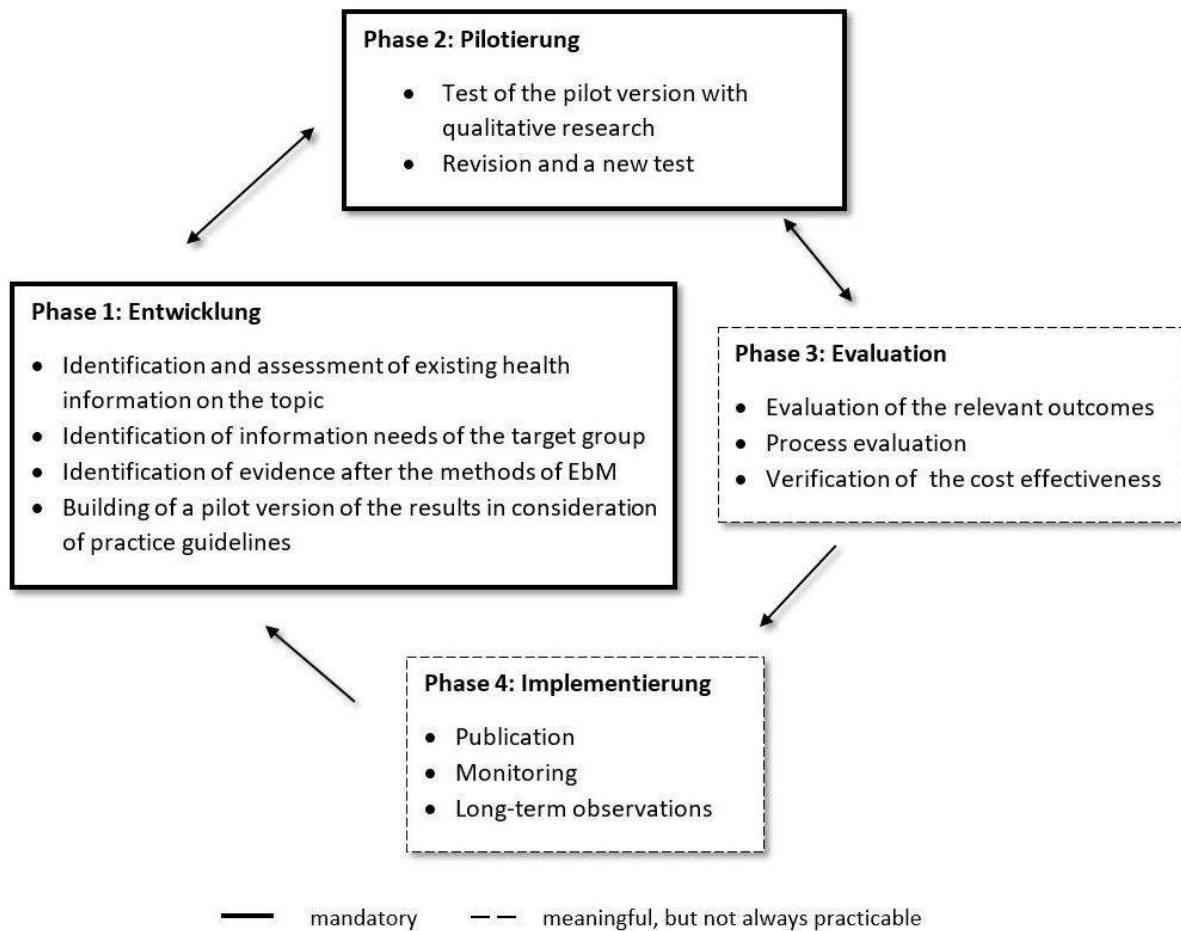 Phase 2: Pilotierung
• Test of the pilot version with
qualitative research
• Revision and a new test
Phase 1: Entwicklung
• Identification and assessment of existing health
information on the topic
• Identification of information needs of the target group
• Identification of evidence after the methods of EbM
• Building of a pilot version of the results in consideration
of practice guidelines
Phase 3: Evaluation
• Evaluation of the relevant outcomes
• Process evaluation
• Verification of the cost effectiveness
Phase 4: Implementierung
• Publication
• Monitoring
• Long-term observations
mandatory
meaningful, but not always practicable